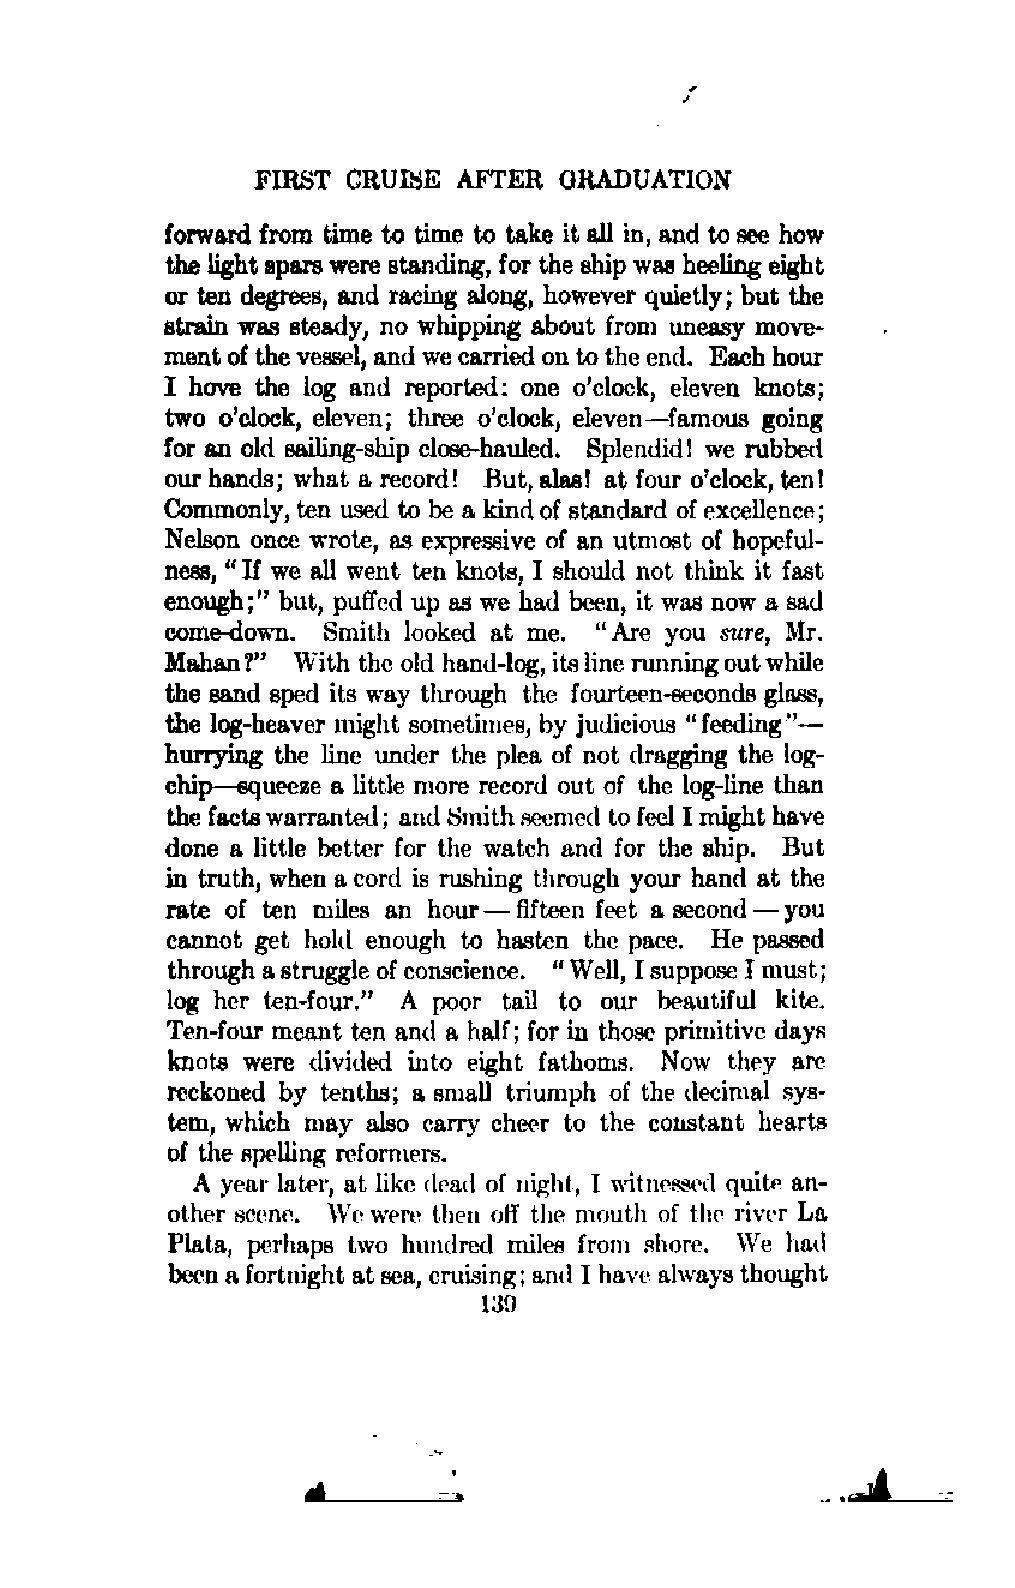 FIRST CRUISE AFTER GRADUATION
forward from time to time to take it all in, and to see how
the light spars were standing, for the ship was heeling eight
or ten degrees, and racing along, however quietly; but the
strain was steady, no whipping about from uneasy move-
ment of the vessel, and we carried on to the end. Each hour
I hove the log and reported: one o'clock, eleven knots;
two o'clock, eleven; three o'clock, eleven—famous going
for an old sailing-ship close-hauled. Splendid! we rubbed
our hands; what a record! But, alas! at four o'clock, ten!
Commonly, ten used to be a kind of standard of excellence;
Nelson once wrote, as expressive of an utmost of hopeful-
ness, "If we all went ten knots, I should not think it fast
enough;" but, puffed up as we had been, it was now a sad
come-down. Smith looked at me. "Are you sure, Mr.
Mahan?" With the old hand-log, its line running out while
the sand sped its way through the fourteen-seconds glass,
the log-heaver might sometimes, by judicious "feeding"—
hurrying the line under the plea of not dragging the log-
chip—squeeze a little more record out of the log-line than
the facts warranted; and Smith seemed to feel I might have
done a little better for the watch and for the ship. But
in truth, when a cord is rushing through your hand at the
rate of ten miles an hour—fifteen feet a second—you
cannot get hold enough to hasten the pace. He passed
through a struggle of conscience. "Well, I suppose I must;
log her ten-four." A poor tail to our beautiful kite.
Ten-four meant ten and a half; for in those primitive days
knots were divided into eight fathoms. Now they are
reckoned by tenths; a small triumph of the decimal sys-
tem, which may also carry cheer to the constant hearts
of the spelling reformers.
A year later, at like dead of night, I witnessed quite an-
other scene. We were then off the mouth of the river La
Plata, perhaps two hundred miles from shore. We had
been a fortnight at sea, cruising; and I have always thought
139